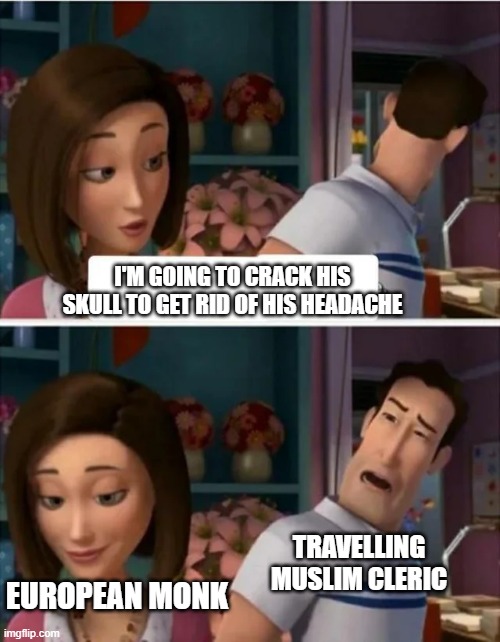 I'M GOING TO CRACK HIS
SKULL TO GET RID OF HIS HEADACHE
TRAVELLING
MUSLIM CLERIC
EUROPEAN MONK
imgflip.com